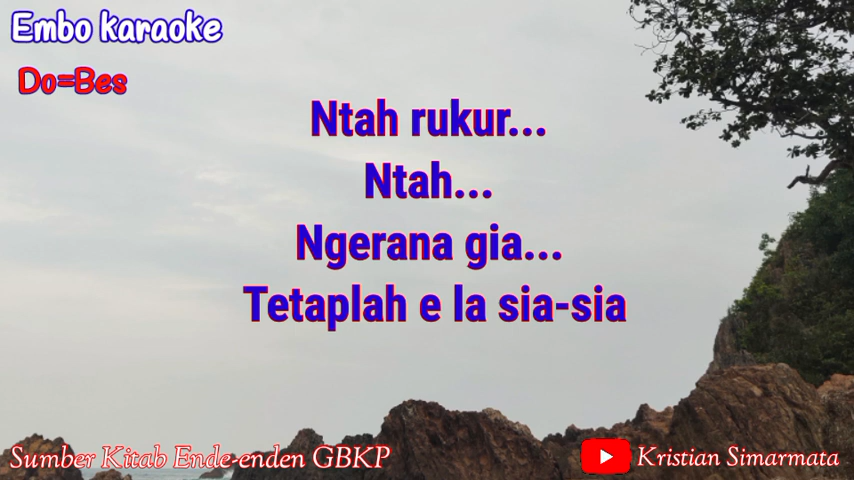 Embo karaoke
Do=Bes
Ntah rukur...
Ntah...
Ngerana gia...
Tetaplah e la sia-sia
Sumber Kitab Ende-enden GBKP
Kristian Simarmata